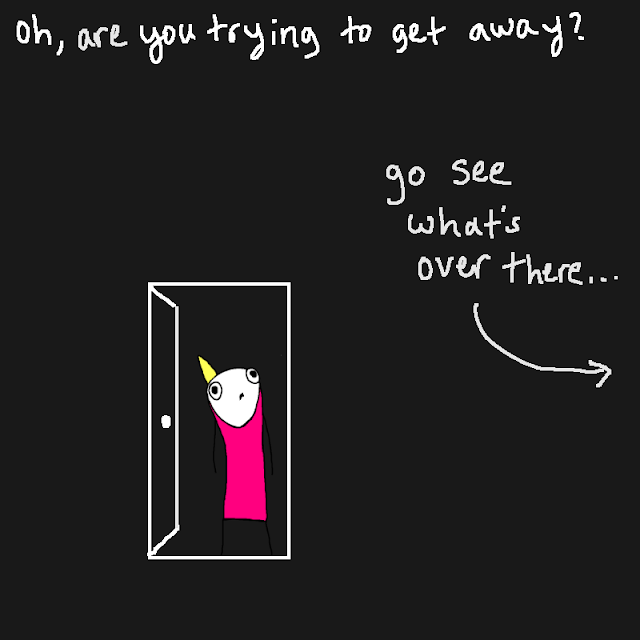 oh, are you trying to get away?
go see
what's
over there...